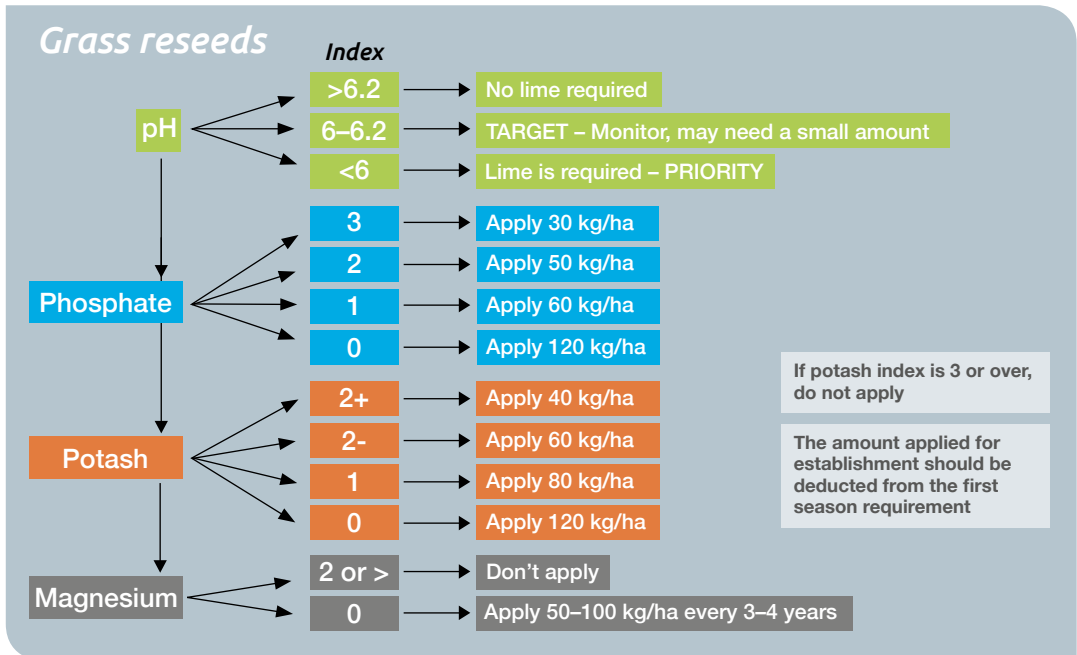 Grass reseeds
Index
pH
>6.2
No lime required
6–6.2
TARGET – Monitor, may need a small amount
<6
Lime is required – PRIORITY
Phosphate
3
Apply 30 kg/ha
2
Apply 50 kg/ha
1
Apply 60 kg/ha
0
Apply 120 kg/ha
Potash
2+
Apply 40 kg/ha
2-
Apply 60 kg/ha
1
Apply 80 kg/ha
0
Apply 120 kg/ha
If potash index is 3 or over,
do not apply
The amount applied for
establishment should be
deducted from the first
season requirement
Magnesium
2 or >
Don’t apply
0
Apply 50–100 kg/ha every 3–4 years